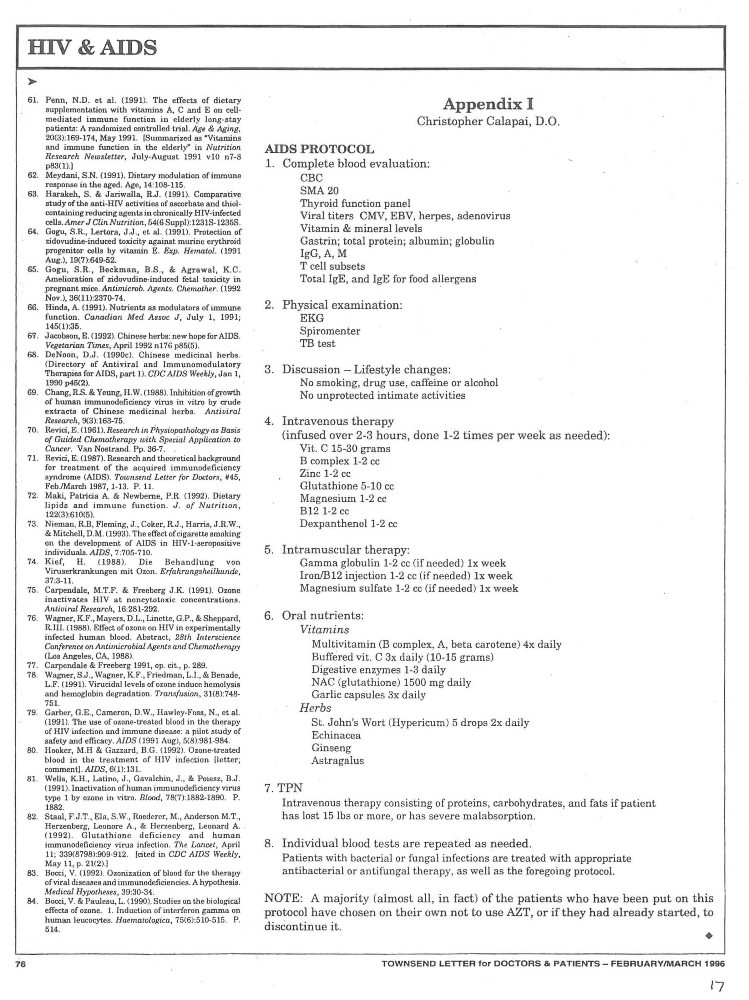 HIV & AIDS
➤
61. Penn, N.D. et al. (1991). The effects of dietary
supplementation with vitamins A, C and E on cell-
mediated immune function in elderly long-stay
patients: A randomized controlled trial. Age & Aging,
20(3):169-174, May 1991. [Summarized as "Vitamins
and immune function in the elderly" in Nutrition
Research Newsletter, July-August 1991 v10 n7-8
p83(1).]
62. Meydani, S.N. (1991). Dietary modulation of immune
response in the aged. Age, 14:108-115.
63. Harakeh, S. & Jariwalla, R.J. (1991). Comparative
study of the anti-HIV activities of ascorbate and thiol-
containing reducing agents in chronically HIV-infected
cells. Amer J Clin Nutrition, 54(6 Suppl):1231S-1235S.
64. Gogu, S.R., Lertora, J.J., et al. (1991). Protection of
zidovudine-induced toxicity against murine erythroid
progenitor cells by vitamin E. Exp. Hematol. (1991
Aug.), 19(7):649-52.
65. Gogu, S.R., Beckman, B.S., & Agrawal, K.C.
Amelioration of zidovudine-induced fetal toxicity in
pregnant mice. Antimicrob. Agents. Chemother. (1992
Nov.), 36(11):2370-74.
66. Hinds, A. (1991). Nutrients as modulators of immune
function. Canadian Med Assoc J, July 1, 1991;
145(1):35.
67. Jacobson, E. (1992). Chinese herbs: new hope for AIDS.
Vegetarian Times, April 1992 n176 p85(5).
68. DeNoon, D.J. (1990c). Chinese medicinal herbs.
(Directory of Antiviral and Immunomodulatory
Therapies for AIDS, part 1). CDC AIDS Weekly, Jan 1,
1990 p45(2).
69. Chang, R.S. & Yeung, H.W. (1988). Inhibition of growth
of human immunodeficiency virus in vitro by crude
extracts of Chinese medicinal herbs. Antiviral
Research, 9(3):163-75.
70. Revici, E. (1961). Research in Physiopathology as Basis
of Guided Chemotherapy with Special Application to
Cancer. Van Nostrand. Pp. 36-7.
71. Revici, E. (1987). Research and theoretical background
for treatment of the acquired immunodeficiency
syndrome (AIDS). Townsend Letter for Doctors, #45,
Feb./March 1987, 1-13. P. 11.
72. Maki, Patricia A. & Newberne, P.R. (1992). Dietary
lipids and immune function. J. of Nutrition,
122(3):610(5).
73. Nieman, R.B, Fleming, J., Coker, R.J., Harris, J.R.W.,
& Mitchell, D.M. (1993). The effect of cigarette smoking
on the development of AIDS in HIV-1-seropositive
individuals. AIDS, 7:705-710.
74. Kief, H. (1988). Die Behandlung von
Viruserkrankungen mit Ozon. Erfahrungsheilkunde,
37:3-11.
75. Carpendale, M.T.F. & Freeberg J.K. (1991). Ozone
inactivates HIV at noncytotoxic concentrations.
Antiviral Research, 16:281-292.
76. Wagner, K.F., Mayers, D.L., Linette, G.P., & Sheppard,
R.III. (1988). Effect of ozone on HIV in experimentally
infected human blood. Abstract, 28th Interscience
Conference on Antimicrobial Agents and Chemotherapy
(Los Angeles, CA, 1988).
77. Carpendale & Freeberg 1991, op. cit., p. 289.
78. Wagner, S.J., Wagner, K.F., Friedman, L.I., & Benade,
L.F. (1991). Virucidal levels of ozone induce hemolysis
and hemoglobin degradation. Transfusion, 31(8):748-
751.
79. Garber, G.E., Cameron, D.W., Hawley-Foss, N., et al.
(1991). The use of ozone-treated blood in the therapy
of HIV infection and immune disease: a pilot study of
safety and efficacy. AIDS (1991 Aug), 5(8):981-984.
80. Hooker, M.H & Gazzard, B.G. (1992). Ozone-treated
blood in the treatment of HIV infection [letter;
comment]. AIDS, 6(1):131.
81. Wells, K.H., Latino, J., Gavalchin, J., & Poiesz, B.J.
(1991). Inactivation of human immunodeficiency virus
type 1 by ozone in vitro. Blood, 78(7):1882-1890. P.
1882.
82. Staal, F.J.T., Ela, S.W., Roederer, M., Anderson M.T.,
Herzenberg, Leonore A., & Herzenberg, Leonard A.
(1992). Glutathione deficiency and human
immunodeficiency virus infection. The Lancet, April
11; 339(8798):909-912. [cited in CDC AIDS Weekly,
May 11, p. 21(2).]
83. Bocci, V. (1992). Ozonization of blood for the therapy
of viral diseases and immunodeficiencies. A hypothesis.
Medical Hypotheses, 39:30-34.
84. Bocci, V. & Paulesu, L. (1990). Studies on the biological
effects of ozone. 1. Induction of interferon gamma on
human leucocytes. Haematologica, 75(6):510-515. P.
514.
Appendix I
Christopher Calapai, D.O.
AIDS PROTOCOL
1. Complete blood evaluation:
CBC
SMA 20
Thyroid function panel
Viral titers CMV, EBV, herpes, adenovirus
Vitamin & mineral levels
Gastrin; total protein; albumin; globulin
IgG, A, M
T cell subsets
Total IgE, and IgE for food allergens
2. Physical examination:
EKG
Spiromenter
TB test
3. Discussion – Lifestyle changes:
No smoking, drug use, caffeine or alcohol
No unprotected intimate activities
4. Intravenous therapy
(infused over 2-3 hours, done 1-2 times per week as needed):
Vit. C 15-30 grams
B complex 1-2 cc
Zinc 1-2 cc
Glutathione 5-10 cc
Magnesium 1-2 cc
B12 1-2 cc
Dexpanthenol 1-2 cc
5. Intramuscular therapy:
Gamma globulin 1-2 cc (if needed) 1x week
Iron/B12 injection 1-2 cc (if needed) 1x week
Magnesium sulfate 1-2 cc (if needed) 1x week
6. Oral nutrients:
Vitamins
Multivitamin (B complex, A, beta carotene) 4x daily
Buffered vit. C 3x daily (10-15 grams)
Digestive enzymes 1-3 daily
NAC (glutathione) 1500 mg daily
Garlic capsules 3x daily
Herbs
St. John's Wort (Hypericum) 5 drops 2x daily
Echinacea
Ginseng
Astragalus
7. TPN
Intravenous therapy consisting of proteins, carbohydrates, and fats if patient
has lost 15 lbs or more, or has severe malabsorption.
8. Individual blood tests are repeated as needed.
Patients with bacterial or fungal infections are treated with appropriate
antibacterial or antifungal therapy, as well as the foregoing protocol.
NOTE: A majority (almost all, in fact) of the patients who have been put on this
protocol have chosen on their own not to use AZT, or if they had already started, to
discontinue it.
◆
76
TOWNSEND LETTER for DOCTORS & PATIENTS – FEBRUARY/MARCH 1996
17